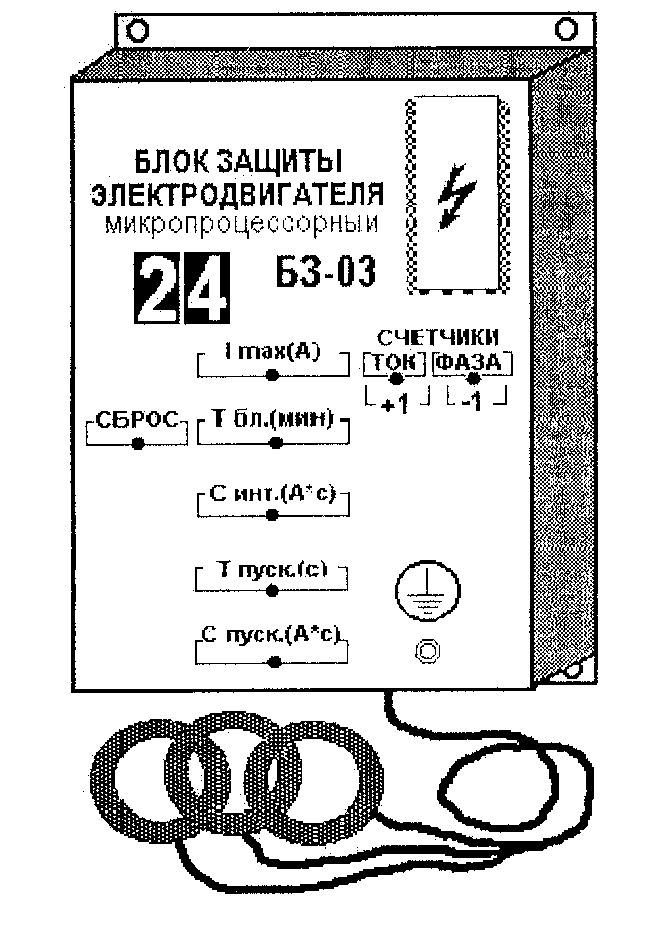 БЛОК ЗАЩИТЫ
ЭЛЕКТРОДВИГАТЕЛЯ
микропроцессорный
24 БЗ-03
I max(А)
СЧЕТЧИКИ
ТОК ФАЗА
+1 -1
СБРОС Т бл.(мин)
С инт.(А*с)
Т пуск.(с)
С пуск.(А*с)